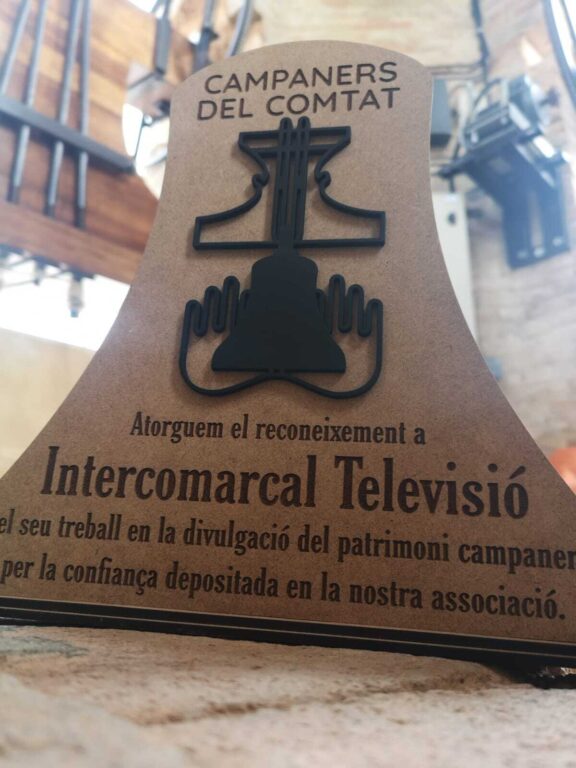 CAMPANERS
DEL COMTAT
Atorguem el reconeixement a
Intercomarcal Televisió
el seu treball en la divulgació del patrimoni campaner
per la confiança depositada en la nostra associació.